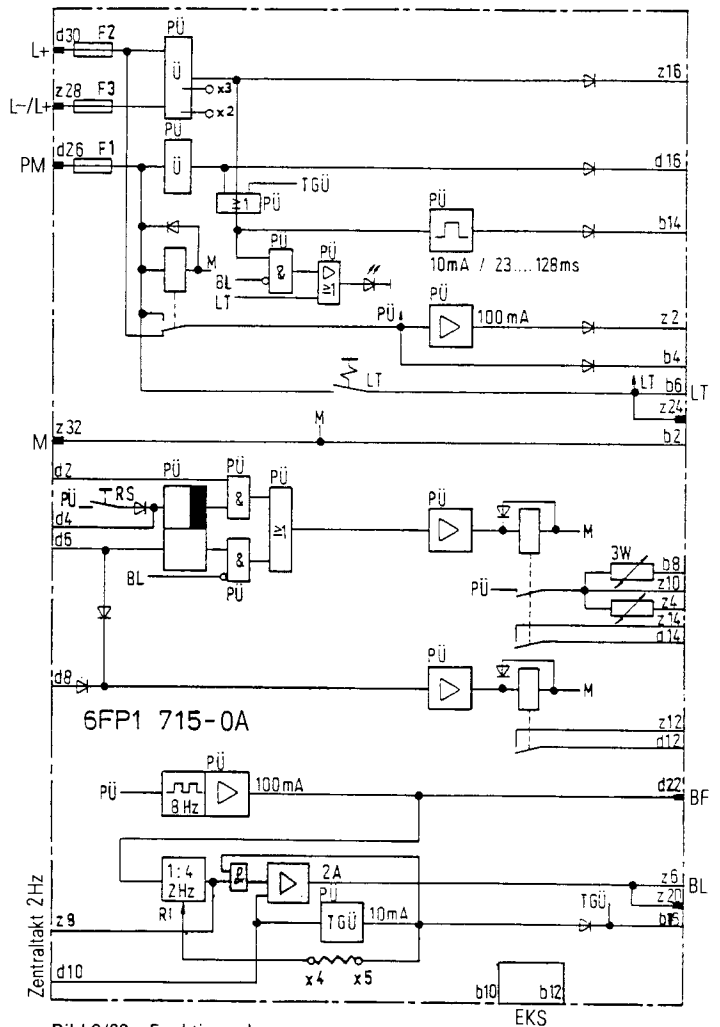 d30 F2 PÜ
L+
Ü
z16
z28 F3
x3
L~/L+
x2
PÜ
d26 F1
PM
Ü
d16
TGÜ
≥1 PÜ
PÜ
b14
PÜ
PÜ
M
&
▷ ≥1
10mA / 23....128ms
BL
LT
PÜ
PÜ
100mA
z2
b4
LT
LT
b6 LT
z24
z32
M
M
b2
d2
PÜ
PÜ
PÜ
PÜ RS
&
≥1
PÜ
d4
M
d6
&
3W
b8
BL
PÜ
PÜ
z10
z4
z14
d14
PÜ
d8
M
6FP1 715-0A
z12
d12
PÜ
PÜ
8Hz
100mA
d22 BF
1:4
2Hz
&
2A
z6 BL
RI
PÜ
TGÜ
z20
TGÜ 10mA
z9
x4 x5
d10
Zentraltakt 2Hz
b10 b12
EKS